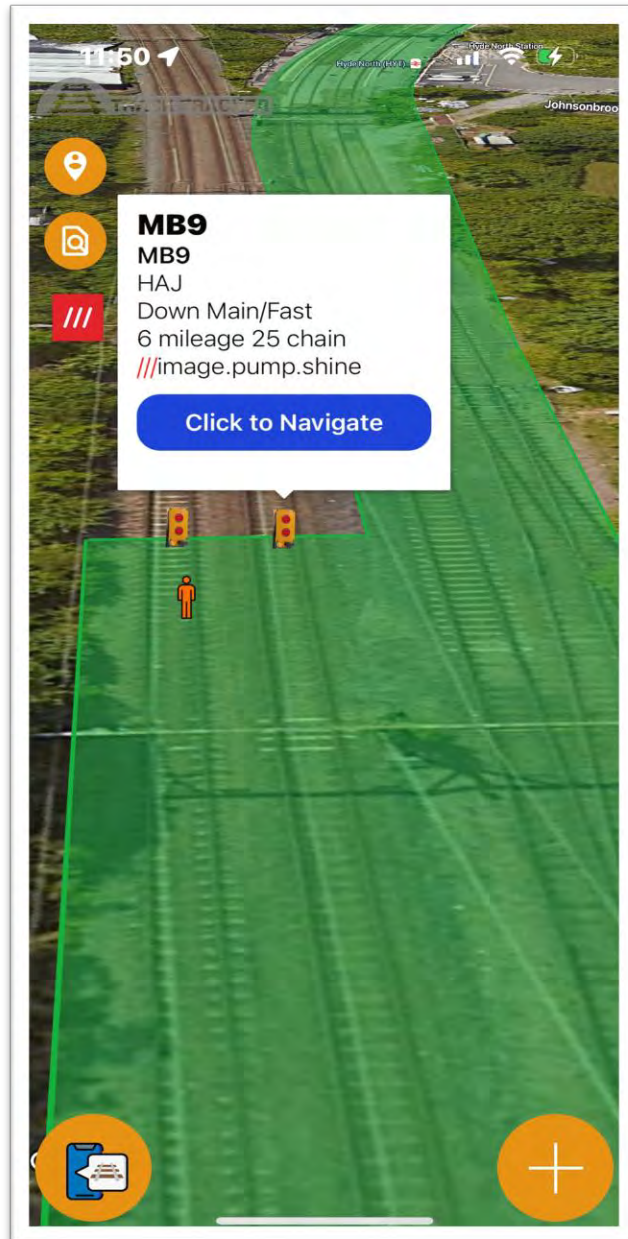 11:50
Hyde North (HYT)
Hyde North Station
Johnsonbroo
MB9
MB9
HAJ
Down Main/Fast
6 mileage 25 chain
///image.pump.shine
Click to Navigate